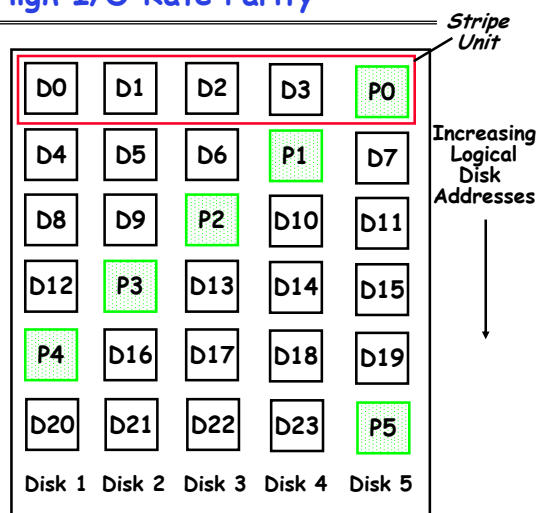 I/O Rate Parity
Stripe
Unit
D0 D1 D2 D3 P0
D4 D5 D6 P1 D7
D8 D9 P2 D10 D11
D12 P3 D13 D14 D15
P4 D16 D17 D18 D19
D20 D21 D22 D23 P5
Disk 1 Disk 2 Disk 3 Disk 4 Disk 5
Increasing
Logical
Disk
Addresses